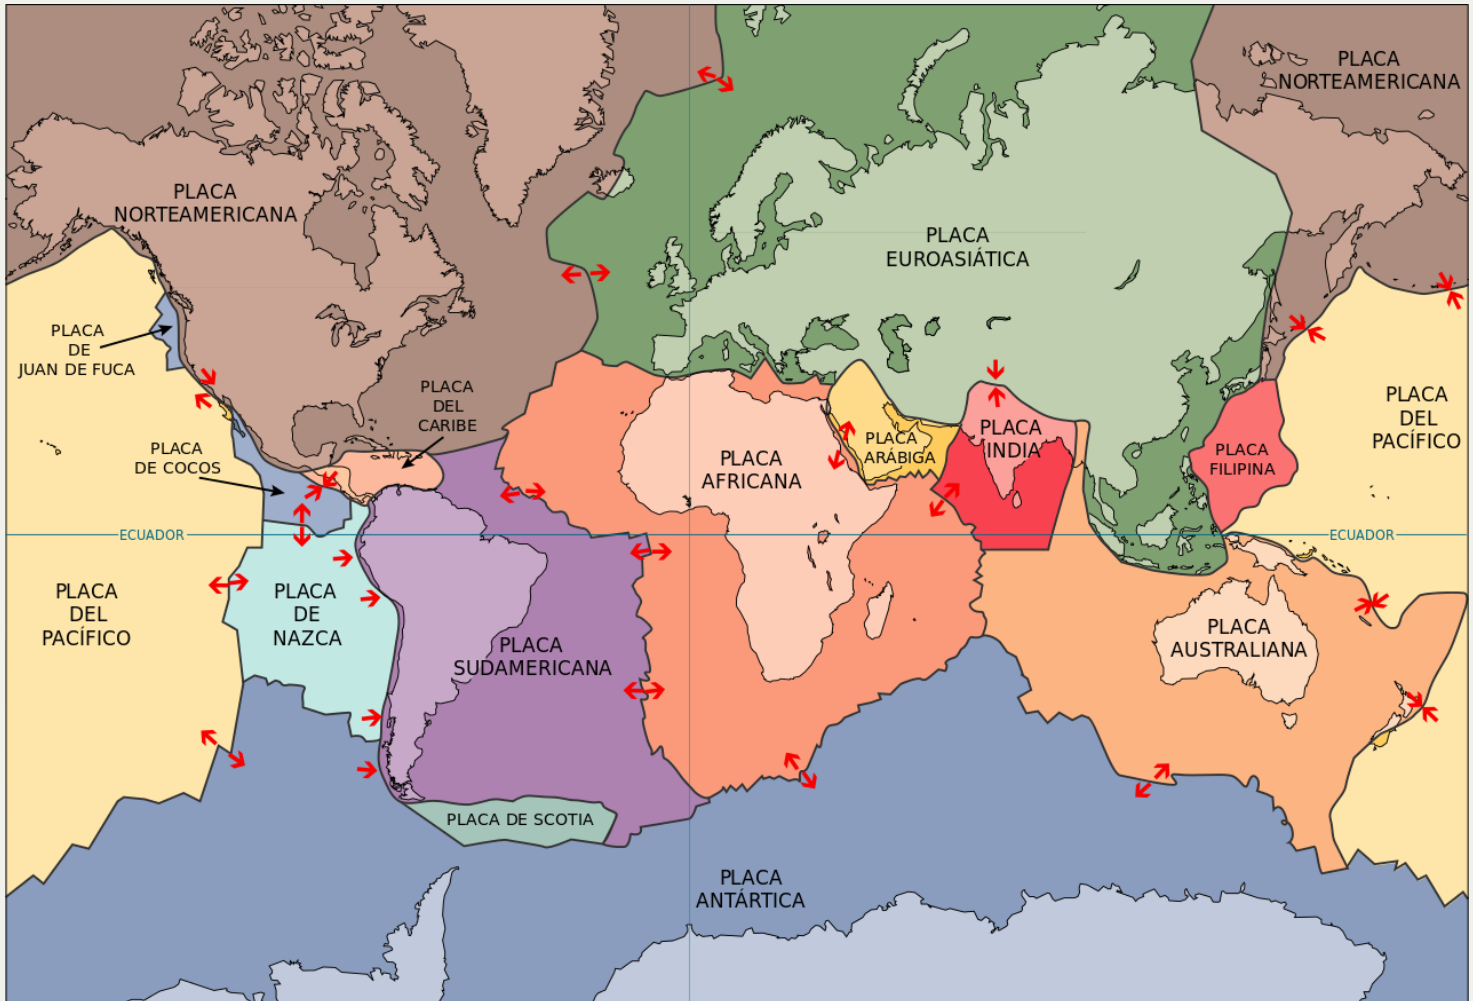 PLACA
NORTEAMERICANA
PLACA
NORTEAMERICANA
PLACA
EUROASIÁTICA
PLACA
DE
JUAN DE FUCA
PLACA
DEL
CARIBE
PLACA
DE COCOS
PLACA
AFRICANA
PLACA
ARÁBIGA
PLACA
INDIA
PLACA
FILIPINA
PLACA
DEL
PACÍFICO
ECUADOR
ECUADOR
PLACA
DEL
PACÍFICO
PLACA
DE
NAZCA
PLACA
SUDAMERICANA
PLACA
AUSTRALIANA
PLACA DE SCOTIA
PLACA
ANTÁRTICA